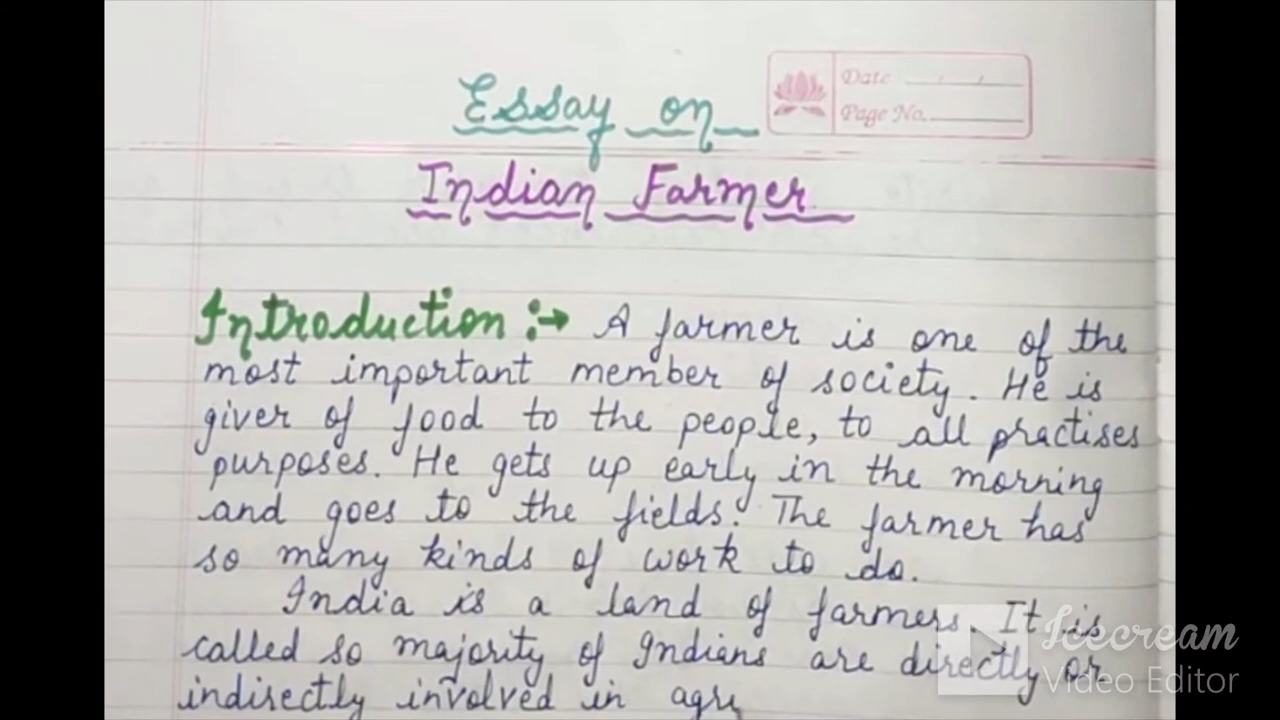 Essay on
Date
Page No.
Indian Farmer
Introduction :→ A farmer is one of the
most important member of society. He is
giver of food to the people, to all practises
purposes. He gets up early in the morning
and goes to the fields. The farmer has
so many kinds of work to do.
India is a land of farmers It is
called so majority of Indians are directly or
indirectly involved in agr
Icecream
Video Editor